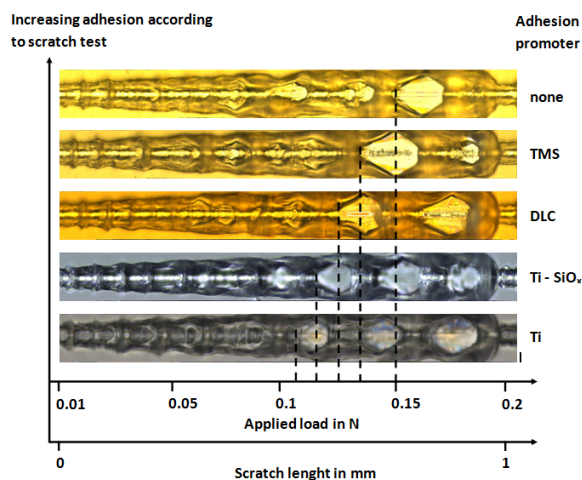 Increasing adhesion according
to scratch test
Adhesion
promoter
none
TMS
DLC
Ti - SiOₓ
Ti
0.01 0.05 0.1 0.15 0.2
Applied load in N
0 1
Scratch lenght in mm